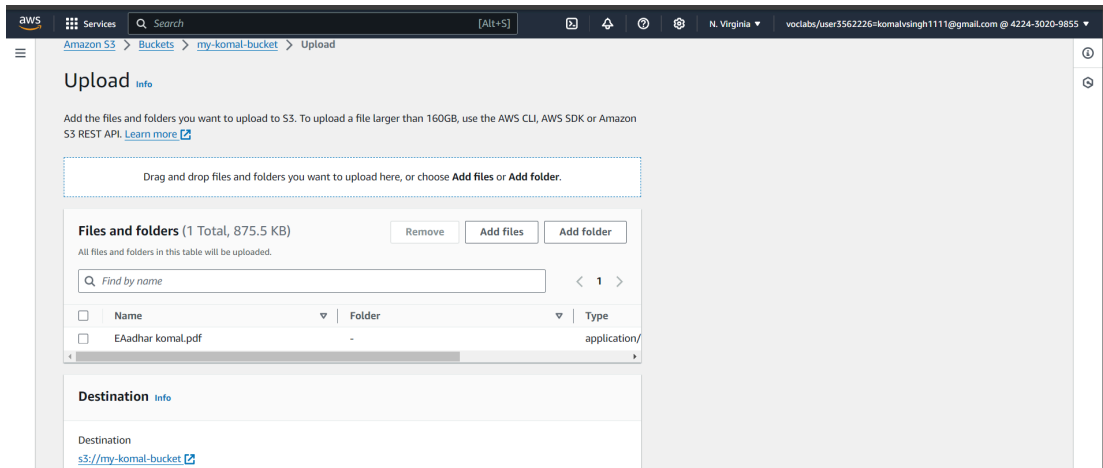 aws Services Search [Alt+S] N. Virginia ▼ voclabs/user3562226=komalvsingh1111@gmail.com @ 4224-3020-9855 ▼
Amazon S3 > Buckets > my-komal-bucket > Upload
Upload Info
Add the files and folders you want to upload to S3. To upload a file larger than 160GB, use the AWS CLI, AWS SDK or Amazon
S3 REST API. Learn more
Drag and drop files and folders you want to upload here, or choose Add files or Add folder.
Files and folders (1 Total, 875.5 KB) Remove Add files Add folder
All files and folders in this table will be uploaded.
Find by name < 1 >
Name Folder Type
EAadhar komal.pdf - application/
Destination Info
Destination
s3://my-komal-bucket